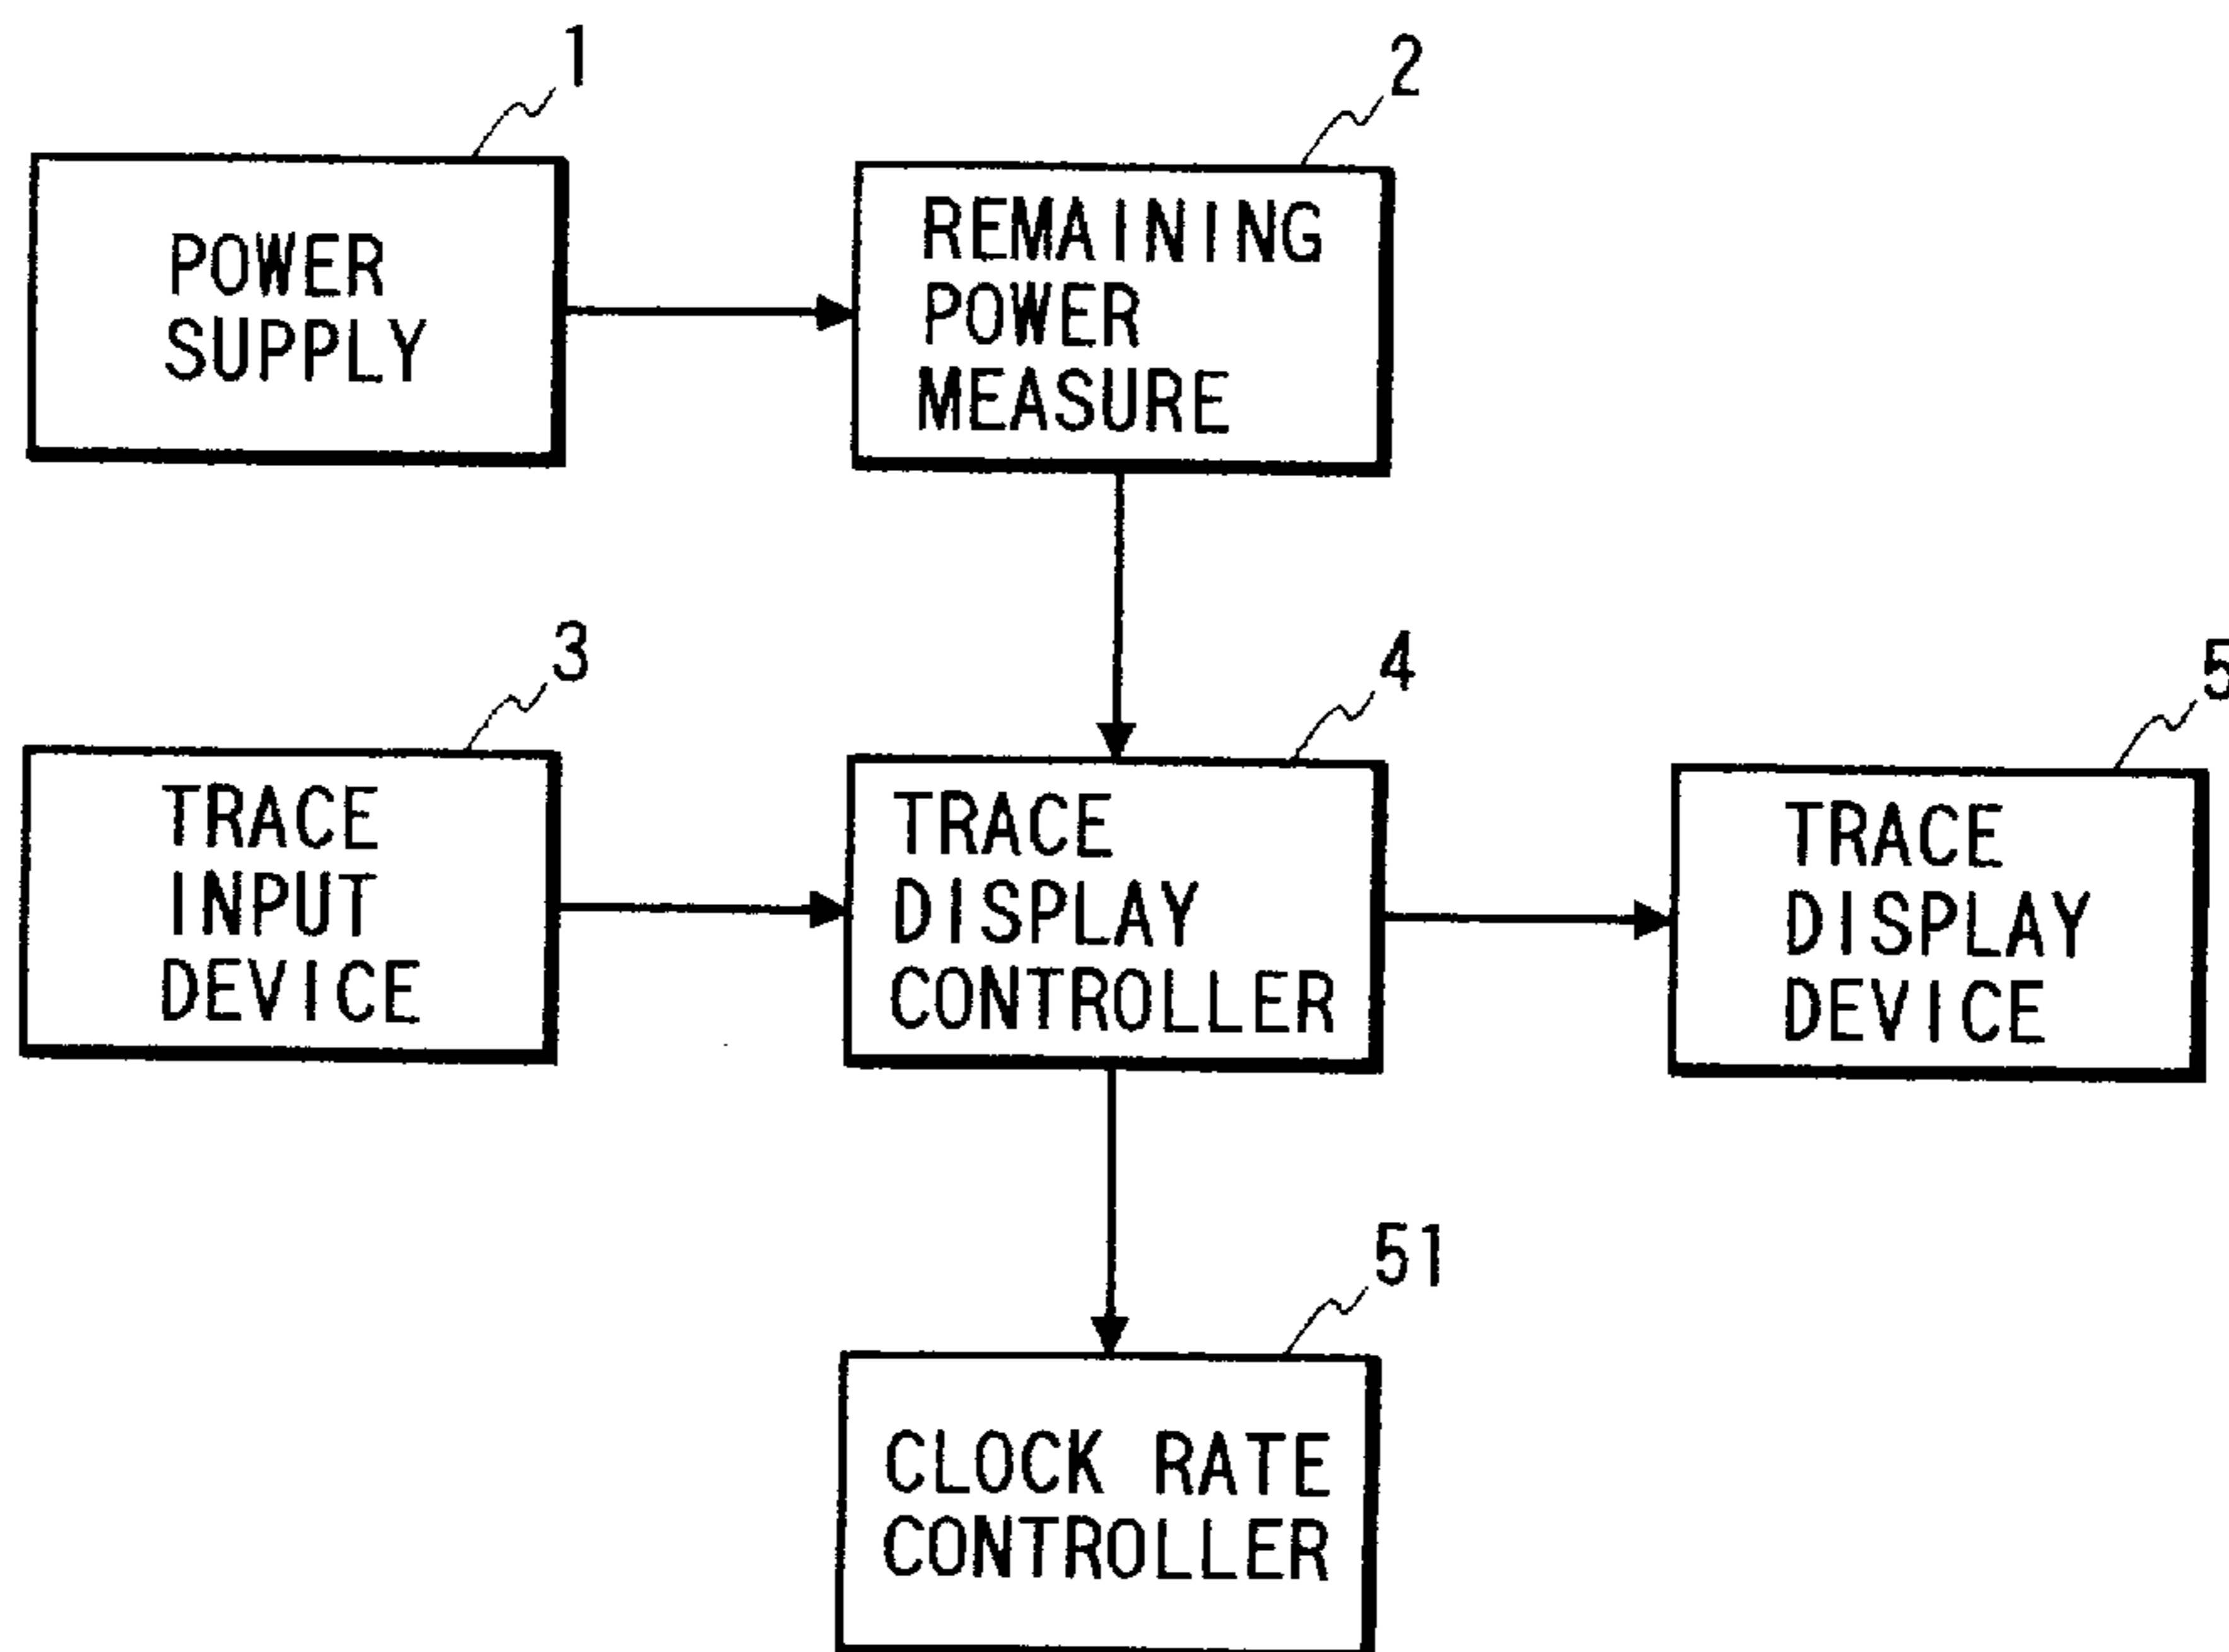 1
2
POWER
SUPPLY
REMAINING
POWER
MEASURE
3
4
5
TRACE
INPUT
DEVICE
TRACE
DISPLAY
CONTROLLER
TRACE
DISPLAY
DEVICE
51
CLOCK RATE
CONTROLLER